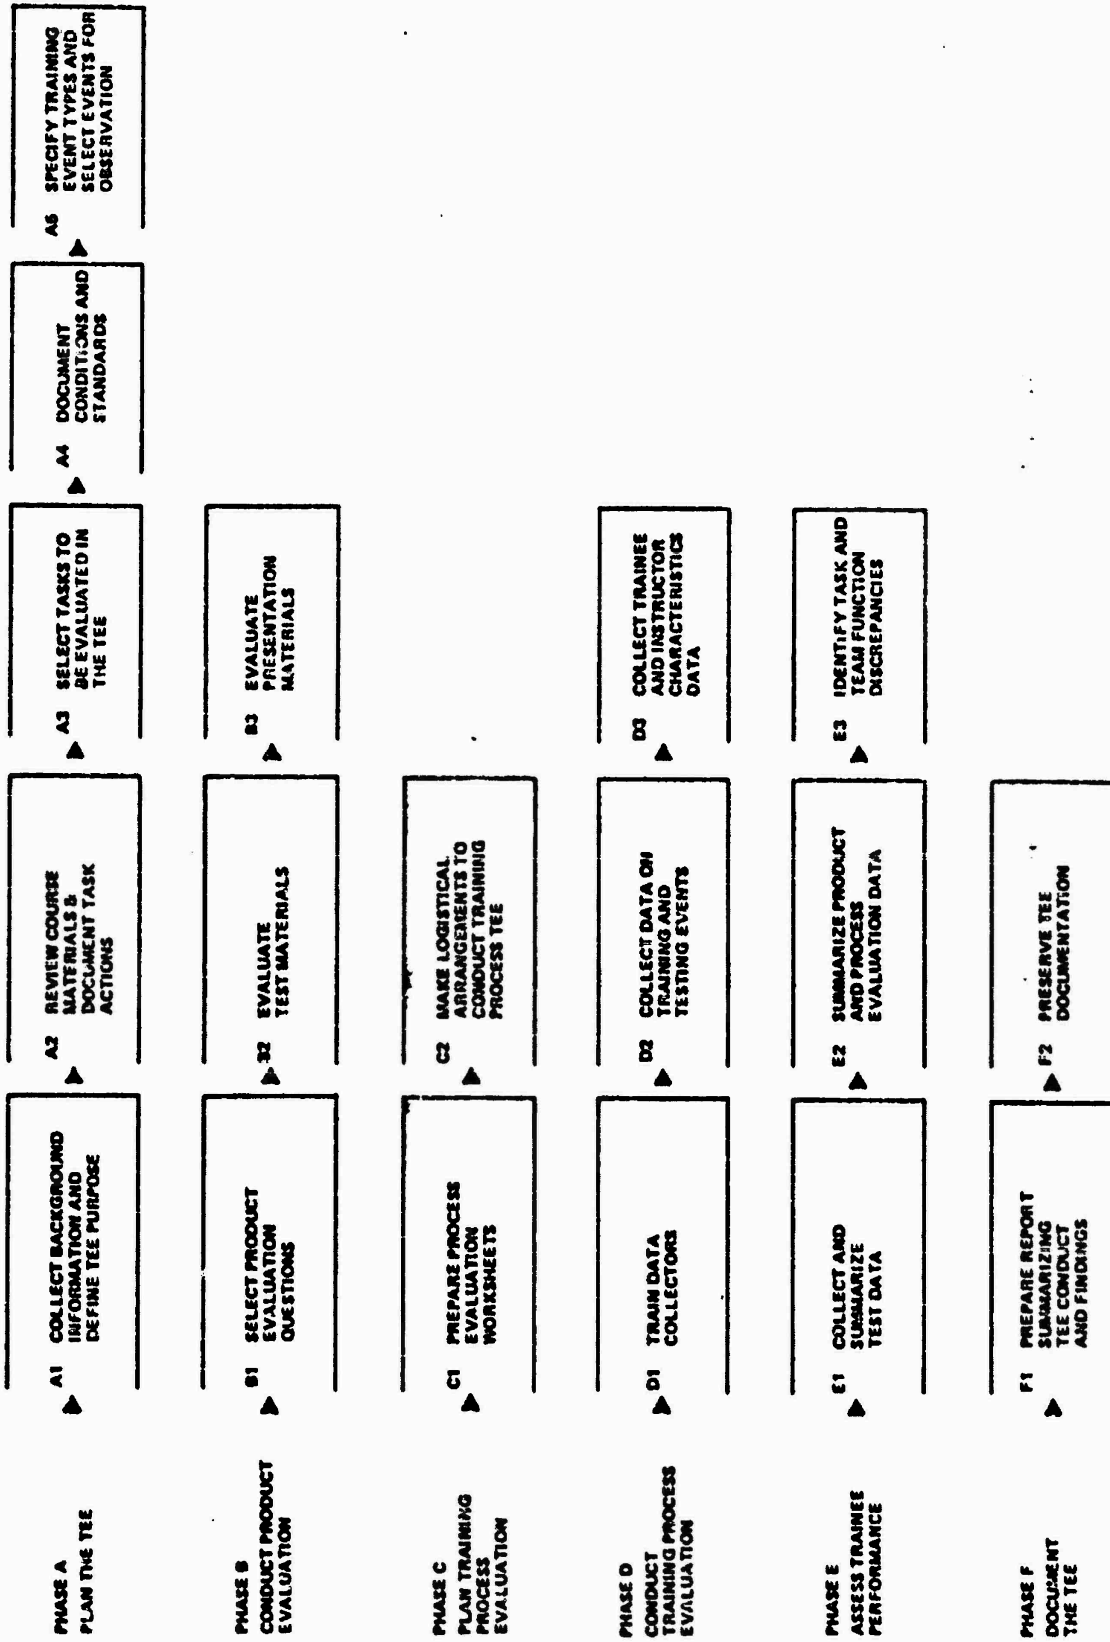 PHASE A
PLAN THE TEE
A1 COLLECT BACKGROUND
INFORMATION AND
DEFINE TEE PURPOSE
A2 REVIEW COURSE
MATERIALS &
DOCUMENT TASK
ACTIONS
A3 SELECT TASKS TO
BE EVALUATED IN
THE TEE
A4 DOCUMENT
CONDITIONS AND
STANDARDS
A5 SPECIFY TRAINING
EVENT TYPES AND
SELECT EVENTS FOR
OBSERVATION
PHASE B
CONDUCT PRODUCT
EVALUATION
B1 SELECT PRODUCT
EVALUATION
QUESTIONS
B2 EVALUATE
TEST MATERIALS
B3 EVALUATE
PRESENTATION
MATERIALS
PHASE C
PLAN TRAINING
PROCESS
EVALUATION
C1 PREPARE PROCESS
EVALUATION
WORKSHEETS
C2 MAKE LOGISTICAL
ARRANGEMENTS TO
CONDUCT TRAINING
PROCESS TEE
PHASE D
CONDUCT
TRAINING PROCESS
EVALUATION
D1 TRAIN DATA
COLLECTORS
D2 COLLECT DATA ON
TRAINING AND
TESTING EVENTS
D3 COLLECT TRAINEE
AND INSTRUCTOR
CHARACTERISTICS
DATA
PHASE E
ASSESS TRAINEE
PERFORMANCE
E1 COLLECT AND
SUMMARIZE
TEST DATA
E2 SUMMARIZE PRODUCT
AND PROCESS
EVALUATION DATA
E3 IDENTIFY TASK AND
TEAM FUNCTION
DISCREPANCIES
PHASE F
DOCUMENT
THE TEE
F1 PREPARE REPORT
SUMMARIZING
TEE CONDUCT
AND FINDINGS
F2 PRESERVE TEE
DOCUMENTATION